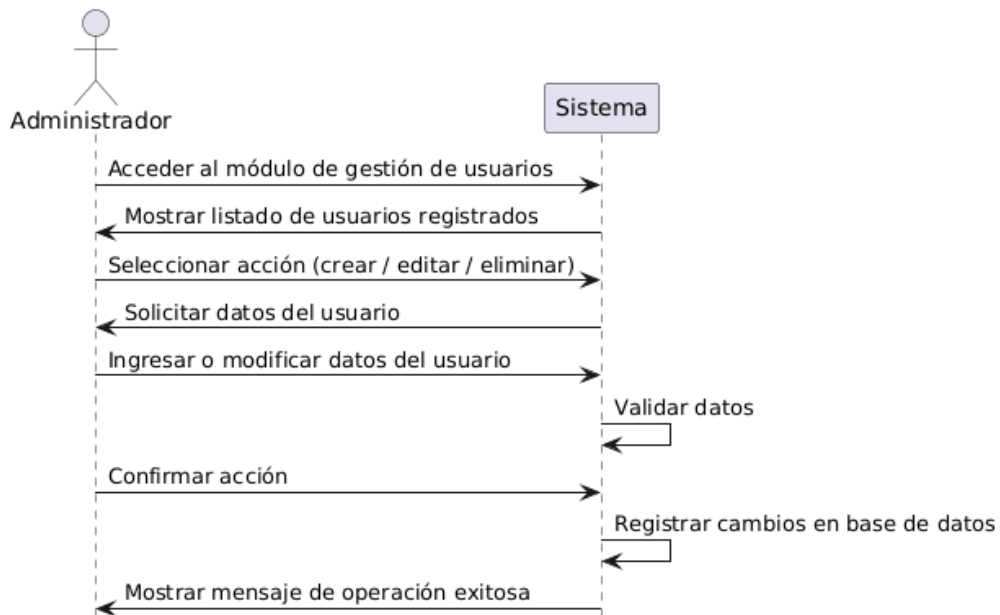 Administrador
Sistema
Acceder al módulo de gestión de usuarios
Mostrar listado de usuarios registrados
Seleccionar acción (crear / editar / eliminar)
Solicitar datos del usuario
Ingresar o modificar datos del usuario
Validar datos
Confirmar acción
Registrar cambios en base de datos
Mostrar mensaje de operación exitosa